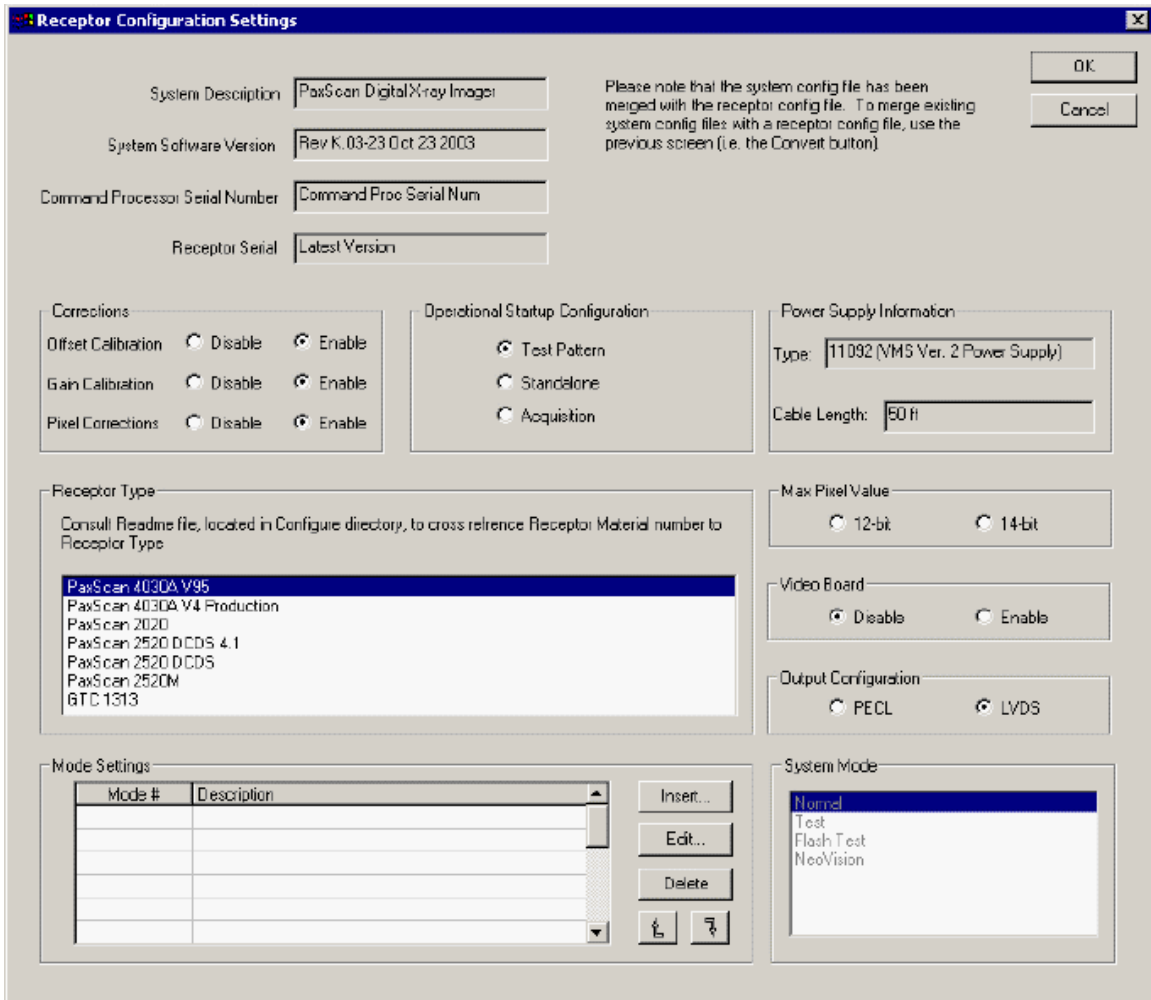 Receptor Configuration Settings
OK
Cancel
System Description PaxScan Digital X-ray Imager
System Software Version Rev K.03-23 Oct 23 2003
Command Processor Serial Number Command Proc Serial Num
Receptor Serial Latest Version
Please note that the system config file has been
merged with the receptor config file. To merge existing
system config files with a receptor config file, use the
previous screen (i.e. the Convert button)
Corrections
Offset Calibration Disable Enable
Gain Calibration Disable Enable
Pixel Corrections Disable Enable
Operational Startup Configuration
Test Pattern
Standalone
Acquisition
Power Supply Information
Type: 11092 (VMS Ver. 2 Power Supply)
Cable Length: 50 ft
Receptor Type
Consult Readme file, located in Configure directory, to cross refrence Receptor Material number to
Receptor Type
PaxScan 4030A V95
PaxScan 4030A V4 Production
PaxScan 2020
PaxScan 2520 DCDS 4.1
PaxScan 2520 DCDS
PaxScan 2520M
GTC 1313
Max Pixel Value
12-bit 14-bit
Video Board
Disable Enable
Output Configuration
PECL LVDS
Mode Settings
Mode # Description
Insert...
Edit...
Delete
System Mode
Normal
Test
Flash Test
NeoVision